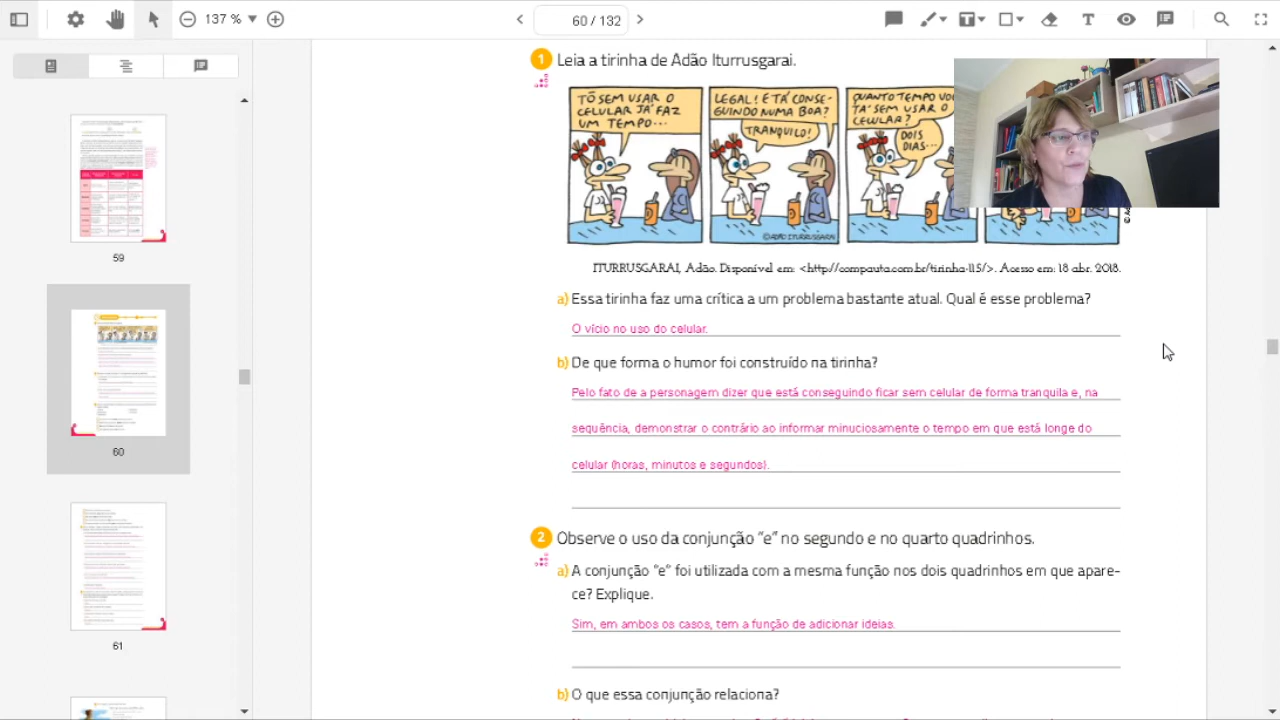 137 %
60 / 132
1 Leia a tirinha de Adão Iturrusgarai.
TÔ SEM USAR O
CELULAR JÁ FAZ
UM TEMPO...
LEGAL! E TÁ CONSE-
GUINDO NUMA BOA?
TRANQUILO!
QUANTO TEMPO
TÁ SEM USAR O
CELULAR?
DOIS
DIAS...
©ADÃO ITURRUSGARAI
ITURRUSGARAI, Adão. Disponível em: <http://compauta.com.br/tirinha-115/>. Acesso em: 18 abr. 2018.
a) Essa tirinha faz uma crítica a um problema bastante atual. Qual é esse problema?
O vício no uso do celular.
b) De que forma o humor foi construído na tirinha?
Pelo fato de a personagem dizer que está conseguindo ficar sem celular de forma tranquila e, na
sequência, demonstrar o contrário ao informar minuciosamente o tempo em que está longe do
celular (horas, minutos e segundos).
2 Observe o uso da conjunção “e” no segundo e no quarto quadrinhos.
a) A conjunção “e” foi utilizada com a mesma função nos dois quadrinhos em que apare-
ce? Explique.
Sim, em ambos os casos, tem a função de adicionar ideias.
b) O que essa conjunção relaciona?
59
60
61